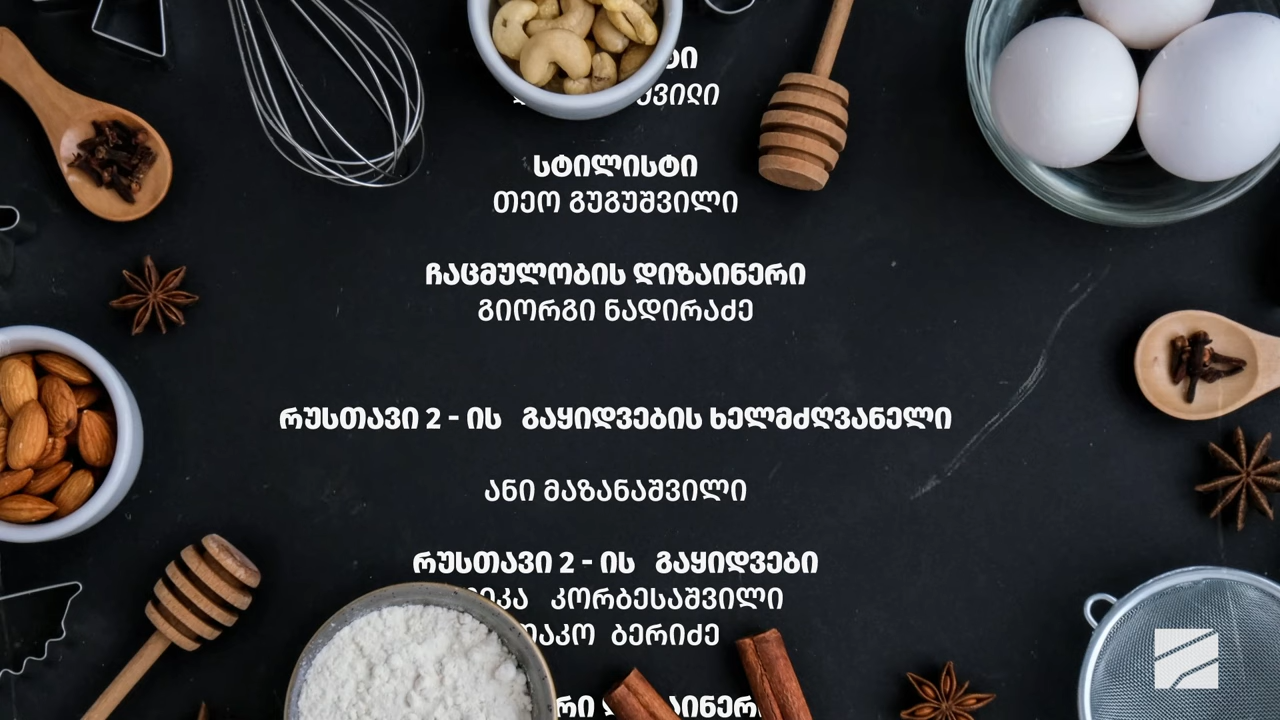 სტილისტი
თეო გუგუშვილი
ჩაცმულობის დიზაინერი
გიორგი ნადირაძე
რუსთავი 2 - ის გაყიდვების ხელმძღვანელი
ანი მაზანაშვილი
რუსთავი 2 - ის გაყიდვები
კორბესაშვილი
ბერიძე